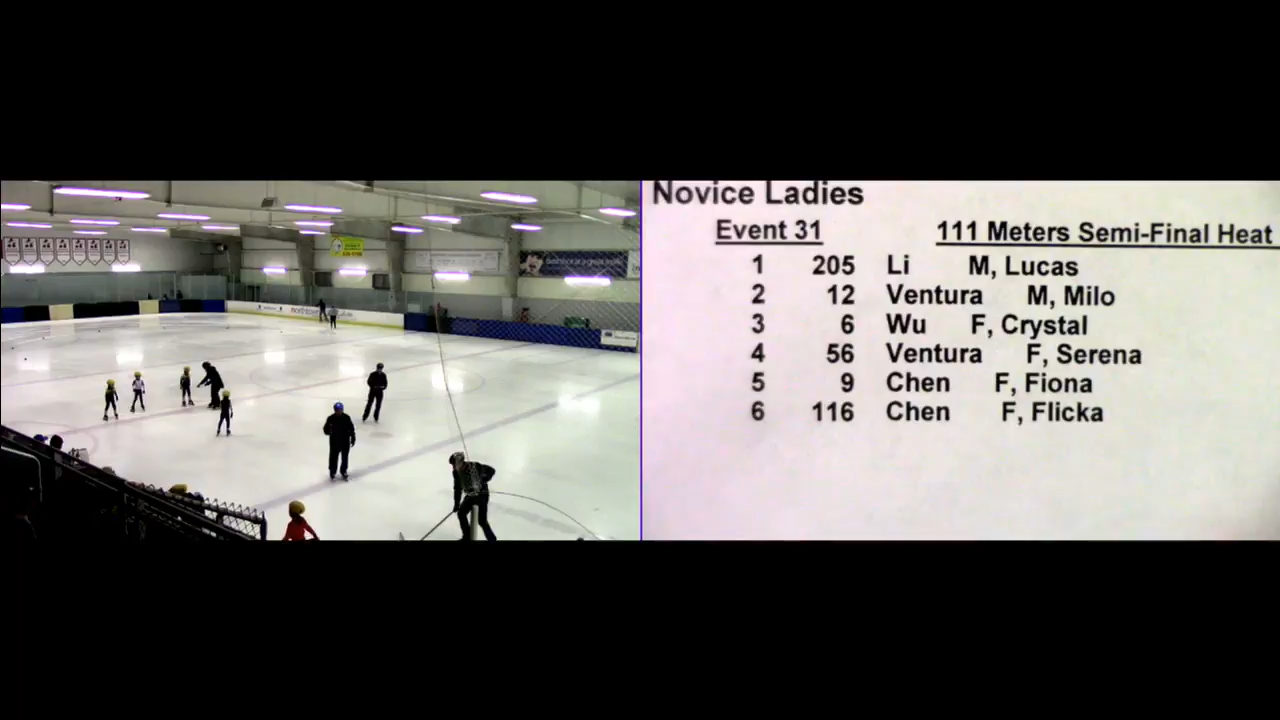 Novice Ladies
Event 31 111 Meters Semi-Final Heat
1 205 Li M, Lucas
2 12 Ventura M, Milo
3 6 Wu F, Crystal
4 56 Ventura F, Serena
5 9 Chen F, Fiona
6 116 Chen F, Flicka